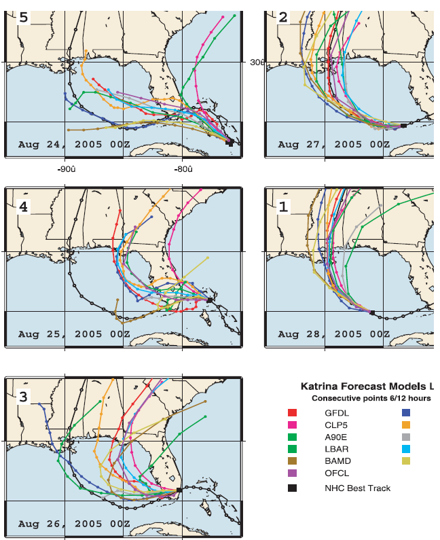 5
Aug 24, 2005 00Z
2
30û
Aug 27, 2005 00Z
-90û
-80û
4
Aug 25, 2005 00Z
1
Aug 28, 2005 00Z
3
Aug 26, 2005 00Z
Katrina Forecast Models L
Consecutive points 6/12 hours
GFDL
CLP5
A90E
LBAR
BAMD
OFCL
NHC Best Track